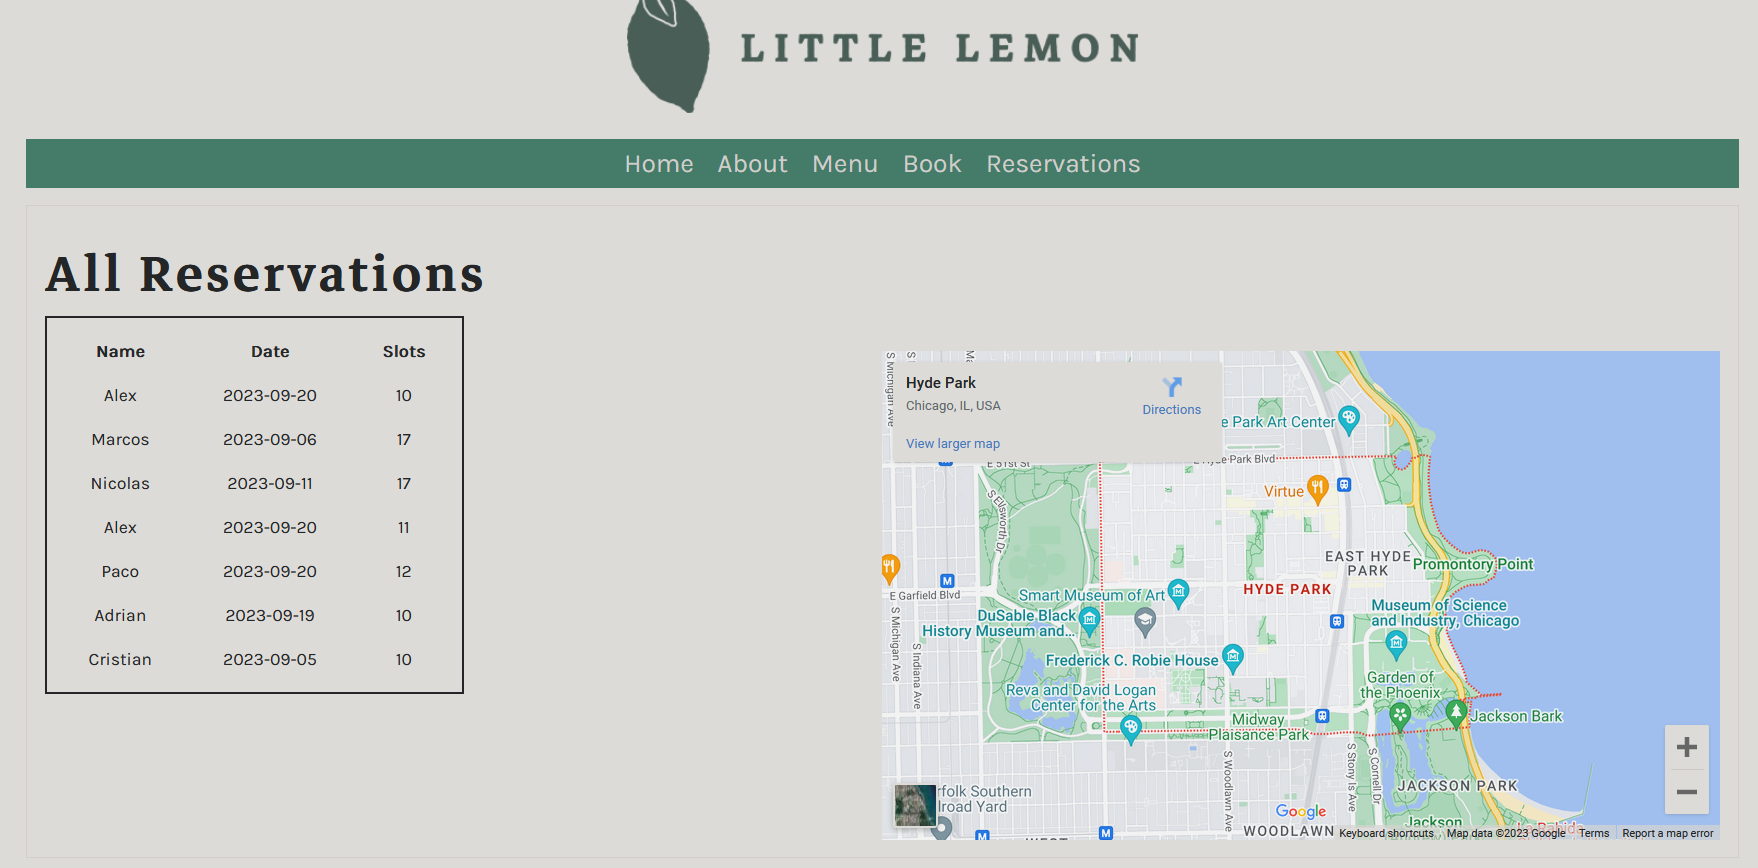 LITTLE LEMON
Home About Menu Book Reservations
All Reservations
Name Date Slots
Alex 2023-09-20 10
Marcos 2023-09-06 17
Nicolas 2023-09-11 17
Alex 2023-09-20 11
Paco 2023-09-20 12
Adrian 2023-09-19 10
Cristian 2023-09-05 10
Hyde Park
Chicago, IL, USA
Directions
View larger map
S Michigan Ave
e Park Art Center
E 51st St
E Hyde Park Blvd
S Ellsworth Dr
Virtue
EAST HYDE
PARK
Promontory Point
M
E Garfield Blvd
HYDE PARK
Smart Museum of Art
DuSable Black
History Museum and...
Museum of Science
and Industry, Chicago
S Michigan Ave
S Indiana Ave
Frederick C. Robie House
Garden of
the Phoenix
Reva and David Logan
Center for the Arts
Midway
Plaisance Park
Jackson Bark
S Woodlawn Ave
S Stony Is Ave
S Cornell Dr
JACKSON PARK
rfolk Southern
lroad Yard
Google
M
M
WOODLAWN
Jackson
La Rabida
Keyboard shortcuts
Map data ©2023 Google
Terms
Report a map error